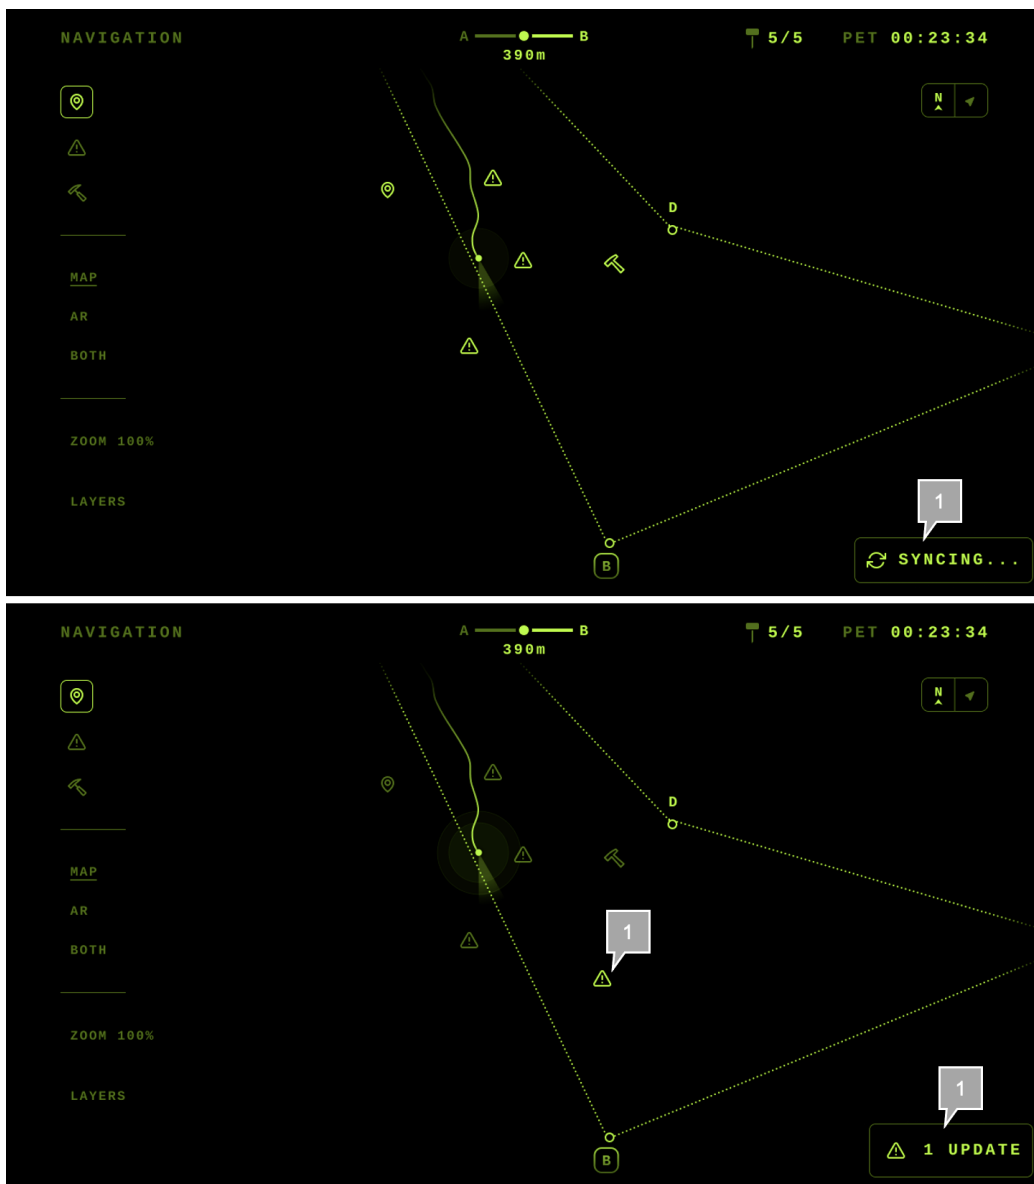 NAVIGATION
A B
390m
5/5
PET 00:23:34
N
D
MAP
AR
BOTH
ZOOM 100%
LAYERS
1
SYNCING...
B
NAVIGATION
A B
390m
5/5
PET 00:23:34
N
D
MAP
AR
BOTH
1
ZOOM 100%
LAYERS
1
1 UPDATE
B